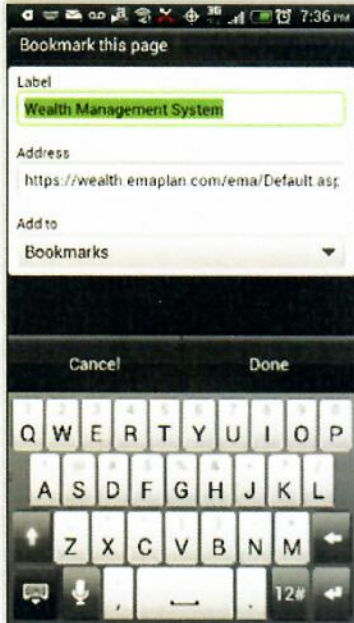 3G 7:36 PM
Bookmark this page
Label
Wealth Management System
Address
https://wealth.emaplan.com/ema/Default.asp
Add to
Bookmarks
Cancel Done
Q W E R T Y U I O P
A S D F G H J K L
Z X C V B N M
, . 12#